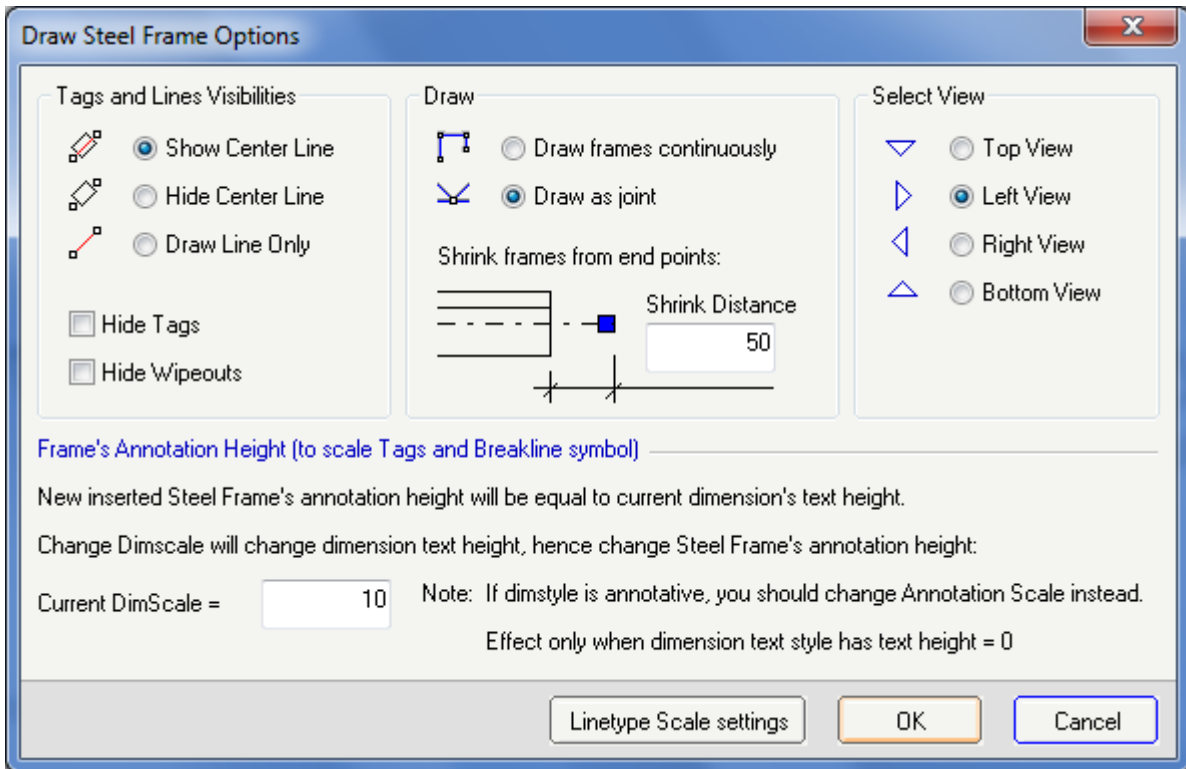 Draw Steel Frame Options
Tags and Lines Visibilities
Show Center Line
Hide Center Line
Draw Line Only
Hide Tags
Hide Wipeouts
Draw
Draw frames continuously
Draw as joint
Shrink frames from end points:
Shrink Distance
50
Select View
Top View
Left View
Right View
Bottom View
Frame's Annotation Height (to scale Tags and Breakline symbol)
New inserted Steel Frame's annotation height will be equal to current dimension's text height.
Change Dimscale will change dimension text height, hence change Steel Frame's annotation height:
Current DimScale = 10
Note: If dimstyle is annotative, you should change Annotation Scale instead.
Effect only when dimension text style has text height = 0
Linetype Scale settings
OK
Cancel